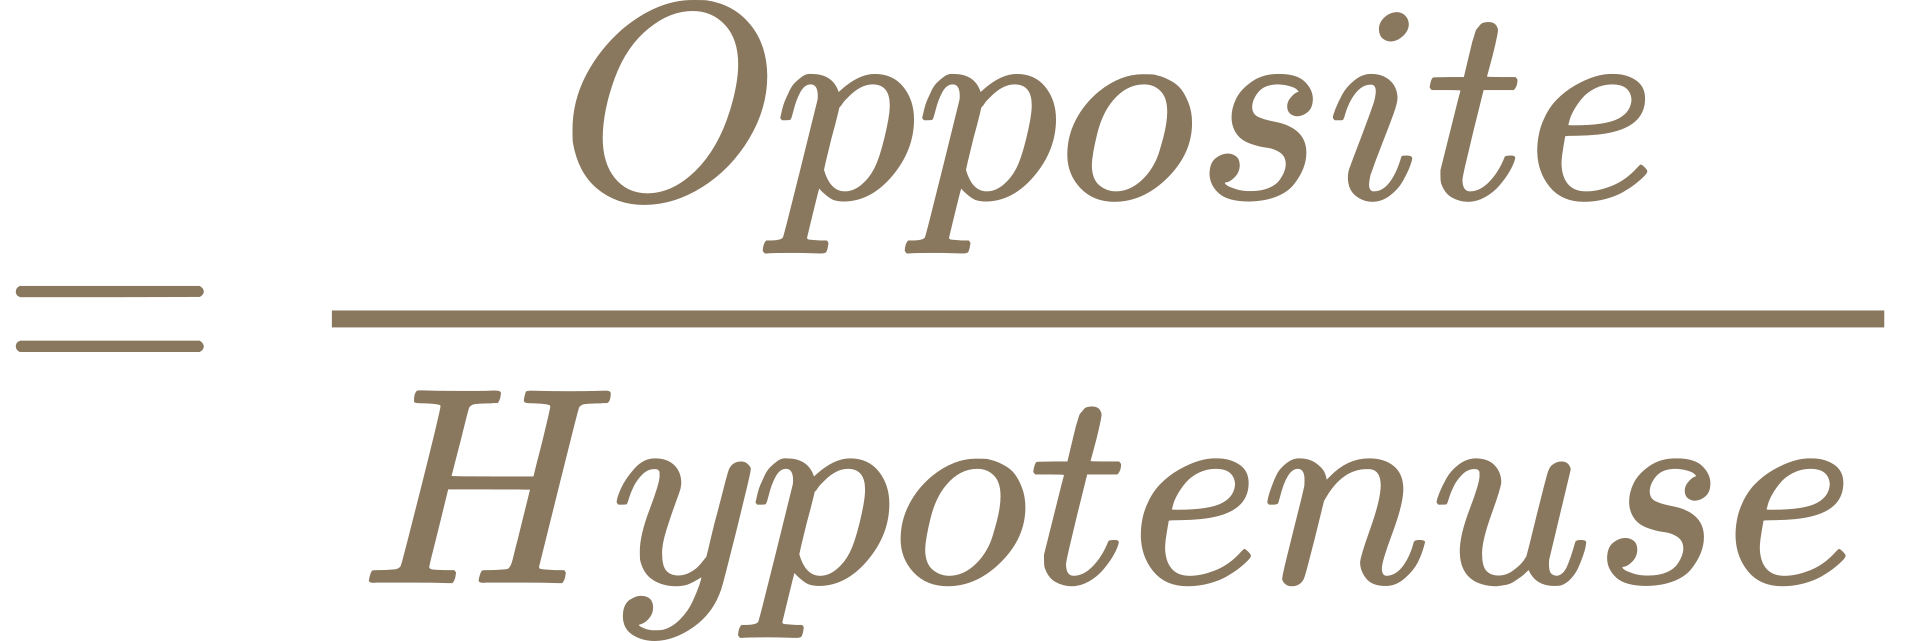 Opposite
=
Hypotenuse